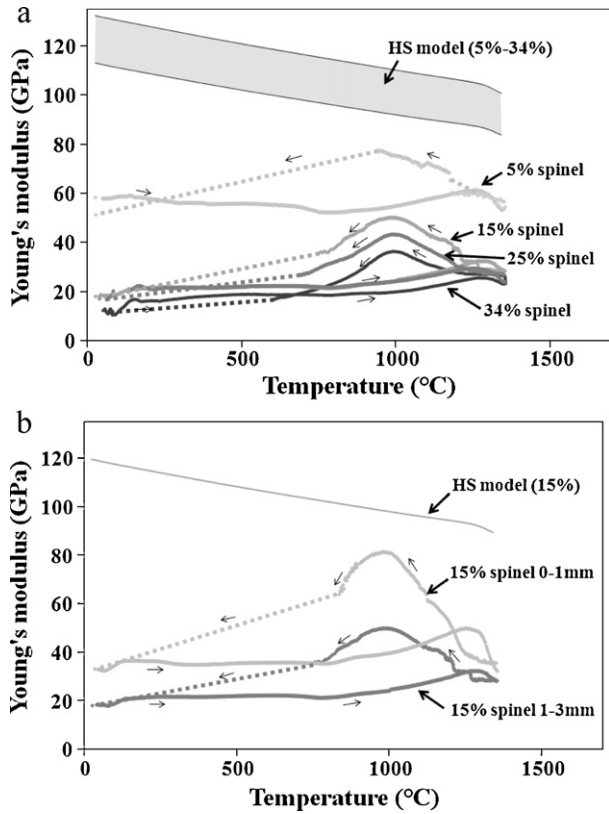 a
120
100
80
60
40
20
0
Young's modulus (GPa)
HS model (5%-34%)
5% spinel
15% spinel
25% spinel
34% spinel
0
500
1000
1500
Temperature (°C)
b
120
100
80
60
40
20
0
Young's modulus (GPa)
HS model (15%)
15% spinel 0-1mm
15% spinel 1-3mm
0
500
1000
1500
Temperature (°C)